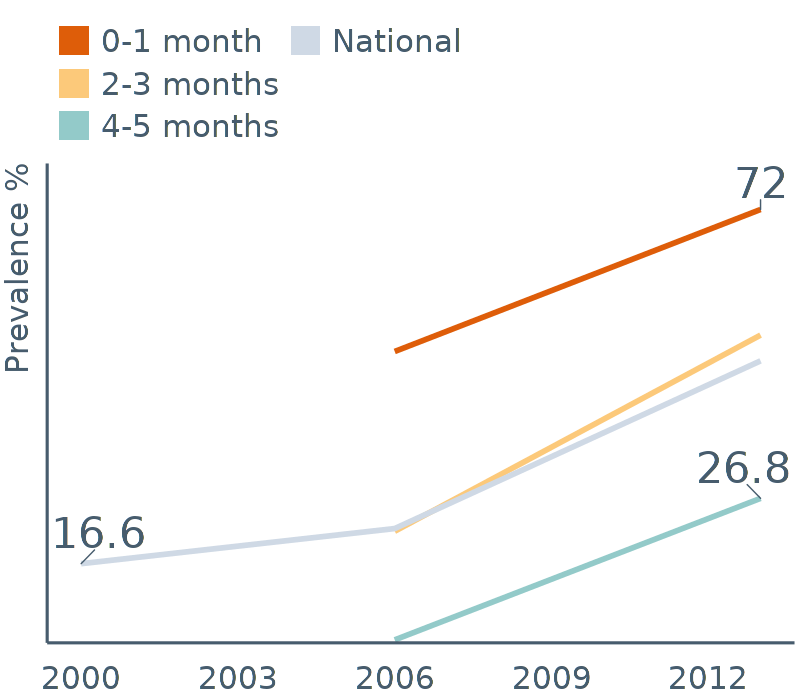 0-1 month
National
2-3 months
4-5 months
Prevalence %
72
26.8
16.6
2000 2003 2006 2009 2012